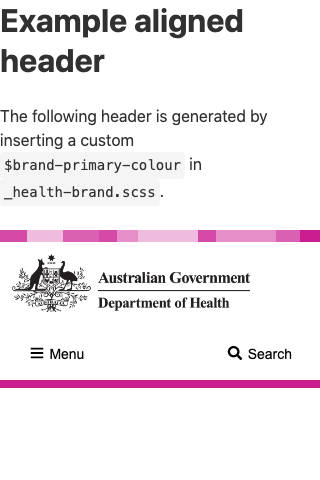 Example aligned
header
The following header is generated by
inserting a custom
$brand-primary-colour in
_health-brand.scss.
Australian Government
Department of Health
Menu
Search